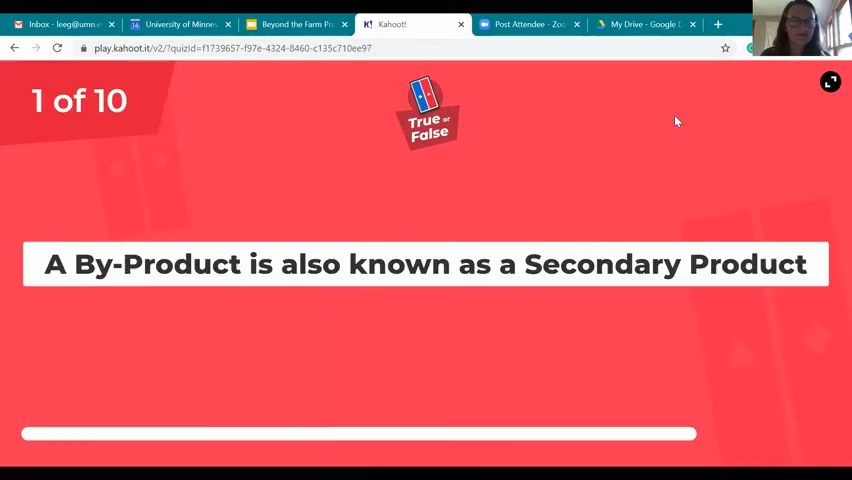 Inbox - leeg@umn.e
University of Minnes
Beyond the Farm Pre
Kahoot!
Post Attendee - Zoo
My Drive - Google D
play.kahoot.it/v2/?quizId=f1739657-f97e-4324-8460-c135c710ee97
1 of 10
True or
False
A By-Product is also known as a Secondary Product